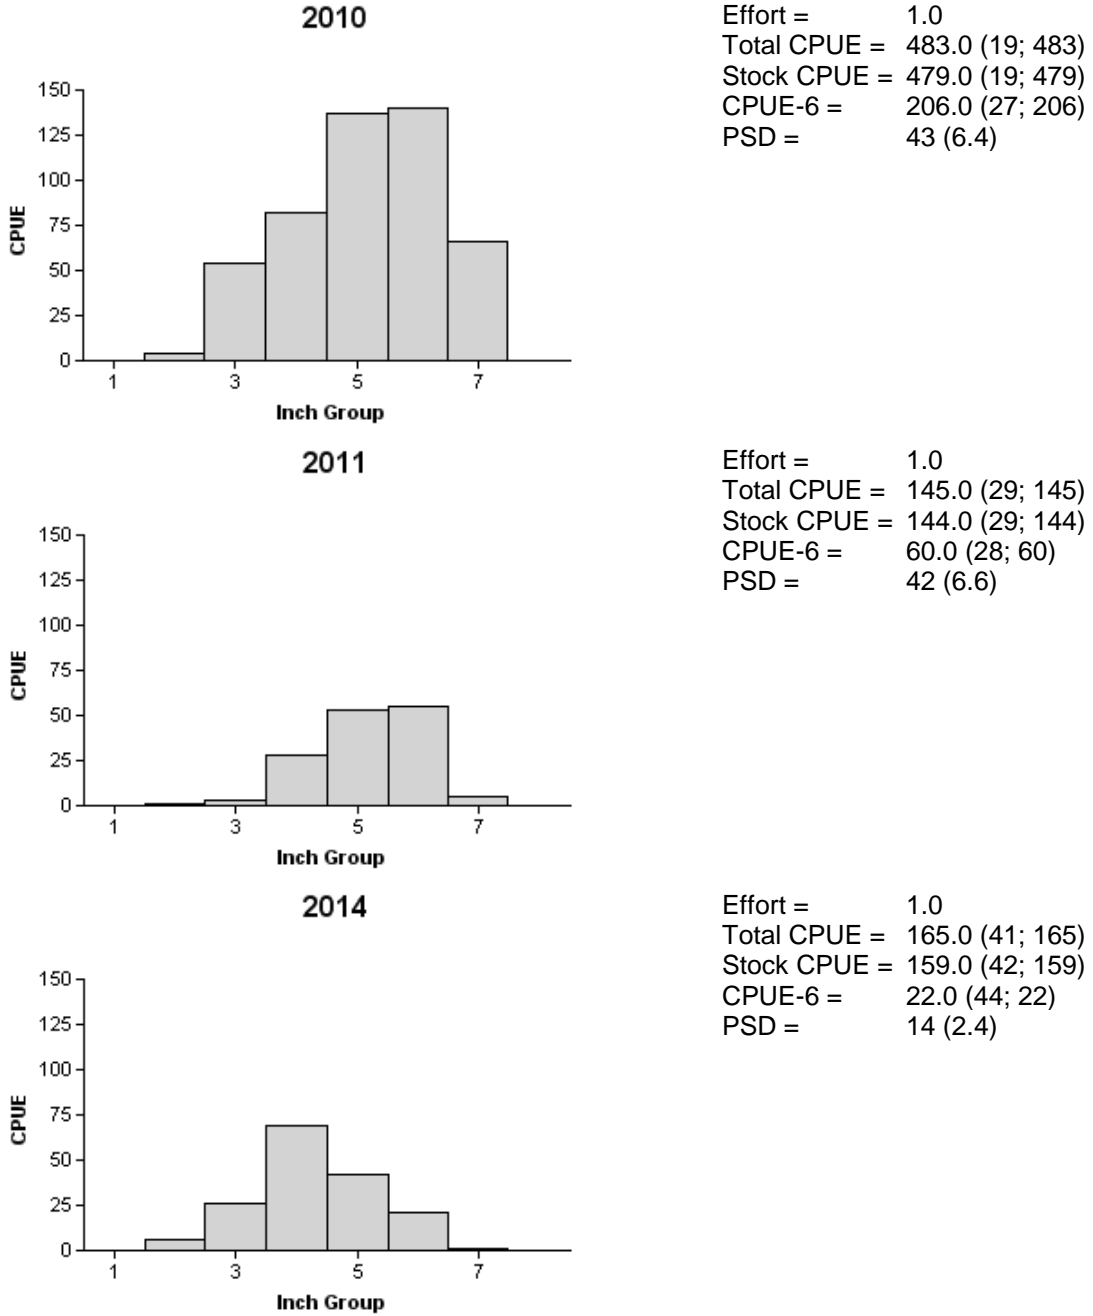 2010
Effort = 1.0
Total CPUE = 483.0 (19; 483)
Stock CPUE = 479.0 (19; 479)
CPUE-6 = 206.0 (27; 206)
PSD = 43 (6.4)
150
125
100
75
50
25
0
CPUE
1 3 5 7
Inch Group
2011
Effort = 1.0
Total CPUE = 145.0 (29; 145)
Stock CPUE = 144.0 (29; 144)
CPUE-6 = 60.0 (28; 60)
PSD = 42 (6.6)
150
125
100
75
50
25
0
CPUE
1 3 5 7
Inch Group
2014
Effort = 1.0
Total CPUE = 165.0 (41; 165)
Stock CPUE = 159.0 (42; 159)
CPUE-6 = 22.0 (44; 22)
PSD = 14 (2.4)
150
125
100
75
50
25
0
CPUE
1 3 5 7
Inch Group